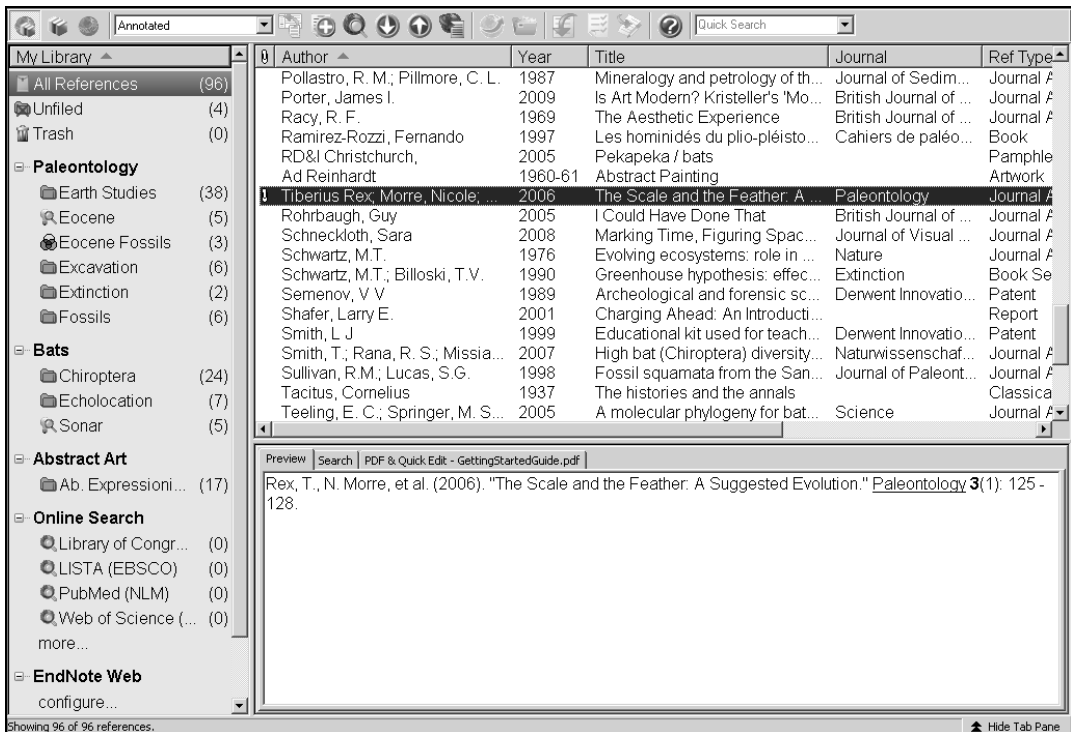 Annotated
Quick Search
My Library
All References (96)
Unfiled (4)
Trash (0)
Paleontology
Earth Studies (38)
Eocene (5)
Eocene Fossils (3)
Excavation (6)
Extinction (2)
Fossils (6)
Bats
Chiroptera (24)
Echolocation (7)
Sonar (5)
Abstract Art
Ab. Expressioni... (17)
Online Search
Library of Congr... (0)
LISTA (EBSCO) (0)
PubMed (NLM) (0)
Web of Science (... (0)
more...
EndNote Web
configure...
Author Year Title Journal Ref Type
Pollastro, R. M.; Pillmore, C. L. 1987 Mineralogy and petrology of th... Journal of Sedim... Journal A
Porter, James I. 2009 Is Art Modern? Kristeller's 'Mo... British Journal of ... Journal A
Racy, R. F. 1969 The Aesthetic Experience British Journal of ... Journal A
Ramirez-Rozzi, Fernando 1997 Les hominidés du plio-pléisto... Cahiers de paléo... Book
RD&I Christchurch, 2005 Pekapeka / bats Pamphle
Ad Reinhardt 1960-61 Abstract Painting Artwork
Tiberius Rex; Morre, Nicole; ... 2006 The Scale and the Feather: A ... Paleontology Journal A
Rohrbaugh, Guy 2005 I Could Have Done That British Journal of ... Journal A
Schneckloth, Sara 2008 Marking Time, Figuring Spac... Journal of Visual ... Journal A
Schwartz, M.T. 1976 Evolving ecosystems: role in ... Nature Journal A
Schwartz, M.T.; Billoski, T.V. 1990 Greenhouse hypothesis: effec... Extinction Book Se
Semenov, V V 1989 Archeological and forensic sc... Derwent Innovatio... Patent
Shafer, Larry E. 2001 Charging Ahead: An Introducti... Report
Smith, L J 1999 Educational kit used for teach... Derwent Innovatio... Patent
Smith, T.; Rana, R. S.; Missia... 2007 High bat (Chiroptera) diversity... Naturwissenschaf... Journal A
Sullivan, R.M.; Lucas, S.G. 1998 Fossil squamata from the San... Journal of Paleont... Journal A
Tacitus, Cornelius 1937 The histories and the annals Classica
Teeling, E. C.; Springer, M. S... 2005 A molecular phylogeny for bat... Science Journal A
Preview Search PDF & Quick Edit - GettingStartedGuide.pdf
Rex, T., N. Morre, et al. (2006). "The Scale and the Feather: A Suggested Evolution." Paleontology 3(1): 125 -
128.
Showing 96 of 96 references. Hide Tab Pane